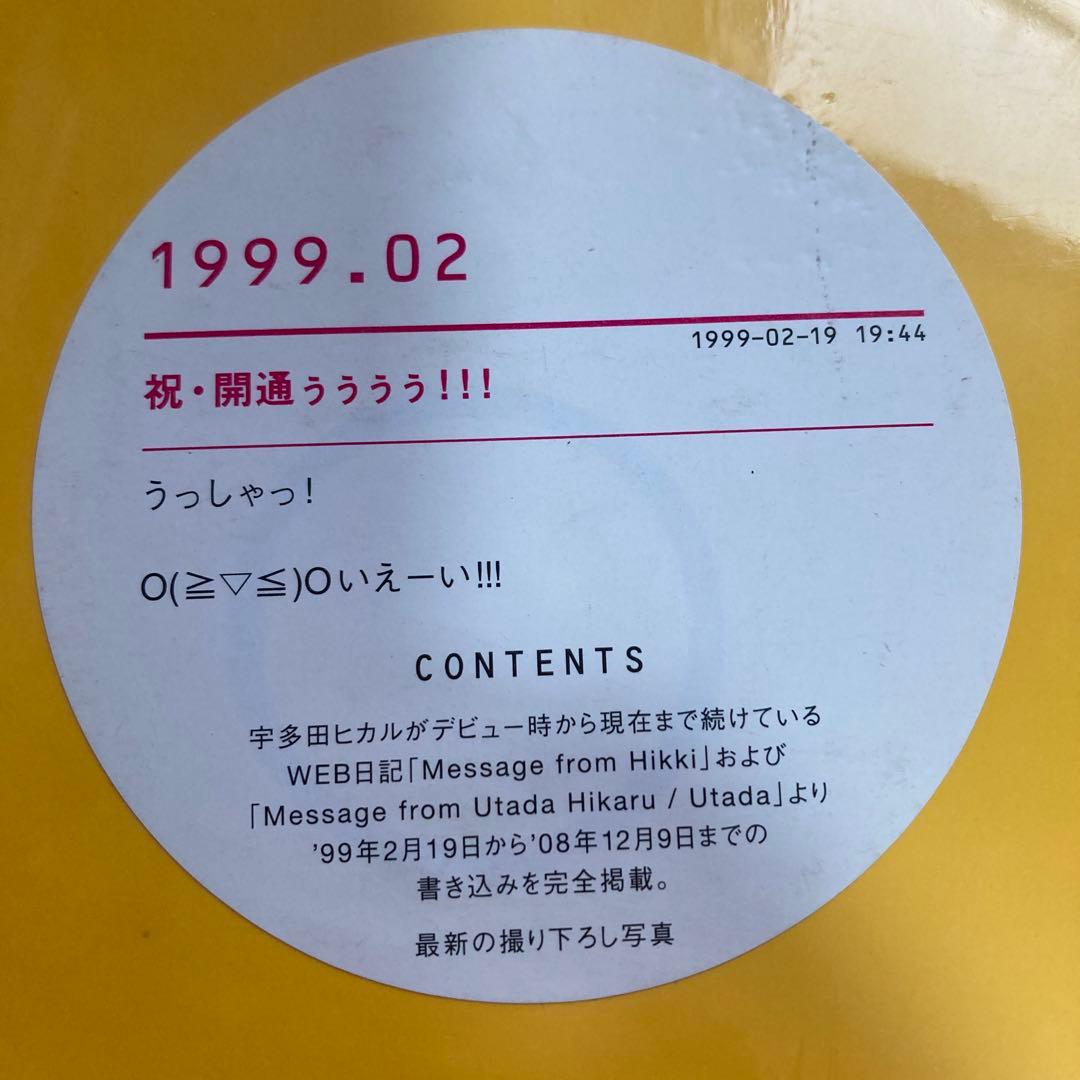 1999.02
1999-02-19 19:44
祝・開通ぅぅぅぅ!!!
うっしゃっ!
O(≧▽≦)Oいえーい!!!
CONTENTS
宇多田ヒカルがデビュー時から現在まで続けている
WEB日記「Message from Hikki」および
「Message from Utada Hikaru / Utada」より
’99年2月19日から’08年12月9日までの
書き込みを完全掲載。
最新の撮り下ろし写真